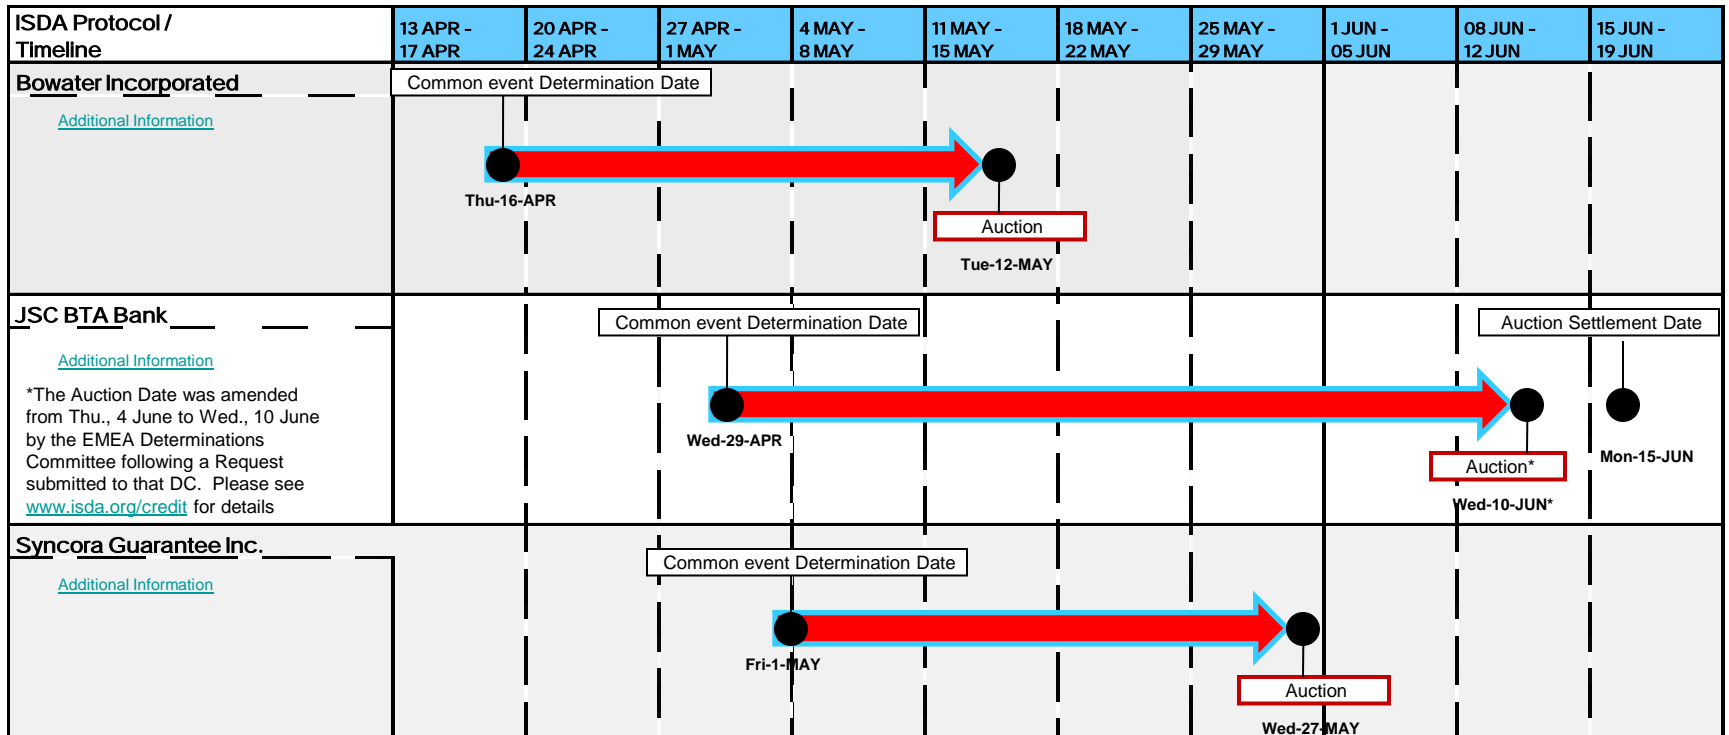 ISDA Protocol /
Timeline
13 APR -
17 APR
20 APR -
24 APR
27 APR -
1 MAY
4 MAY -
8 MAY
11 MAY -
15 MAY
18 MAY -
22 MAY
25 MAY -
29 MAY
1 JUN -
05 JUN
08 JUN -
12 JUN
15 JUN -
19 JUN
Bowater Incorporated
Additional Information
Common event Determination Date
Thu-16-APR
Auction
Tue-12-MAY
JSC BTA Bank
Additional Information
*The Auction Date was amended
from Thu., 4 June to Wed., 10 June
by the EMEA Determinations
Committee following a Request
submitted to that DC.  Please see
www.isda.org/credit for details
Common event Determination Date
Wed-29-APR
Auction*
Wed-10-JUN*
Auction Settlement Date
Mon-15-JUN
Syncora Guarantee Inc.
Additional Information
Common event Determination Date
Fri-1-MAY
Auction
Wed-27-MAY